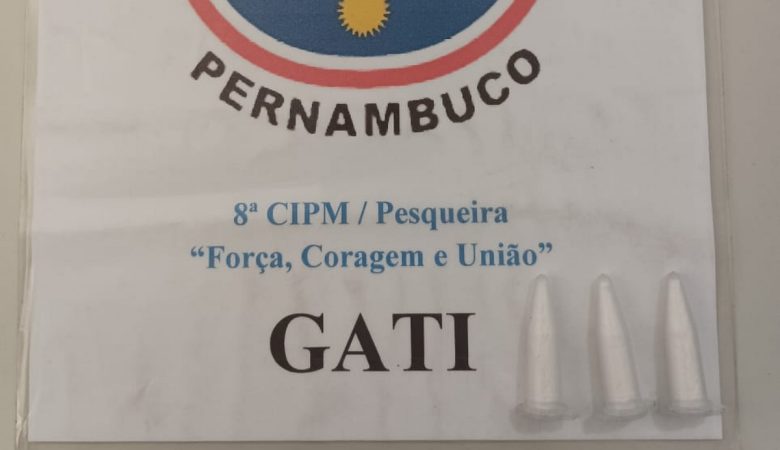 PERNAMBUCO
8ª CIPM / Pesqueira
“Força, Coragem e União”
GATI